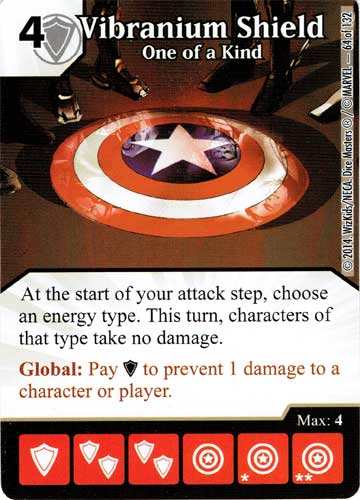 4 Vibranium Shield
One of a Kind
© 2014 WizKids/NECA. Dice Masters ® / © MARVEL — 64 of 132
At the start of your attack step, choose
an energy type. This turn, characters of
that type take no damage.
Global: Pay to prevent 1 damage to a
character or player.
Max: 4
* **